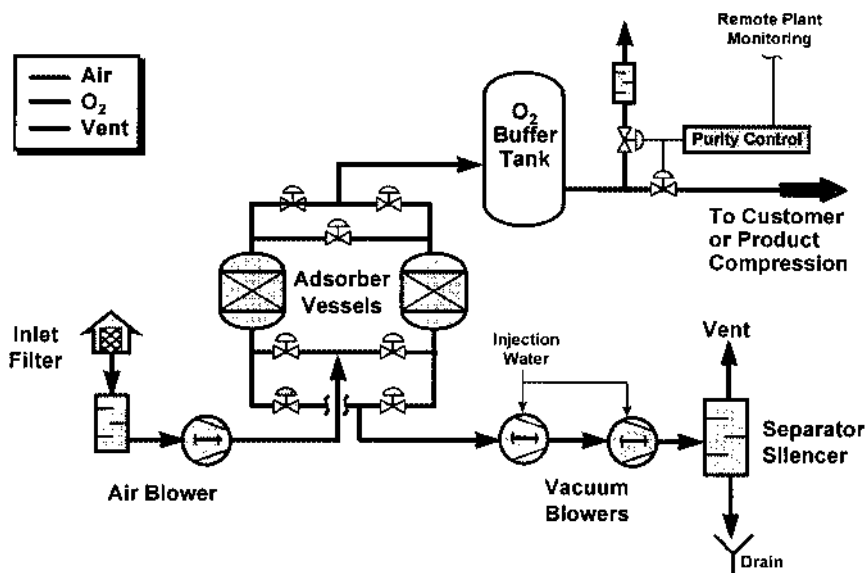 Air
O₂
Vent
Remote Plant
Monitoring
O₂
Buffer
Tank
Purity Control
To Customer
or Product
Compression
Adsorber
Vessels
Inlet
Filter
Injection
Water
Vent
Air Blower
Vacuum
Blowers
Separator
Silencer
Drain